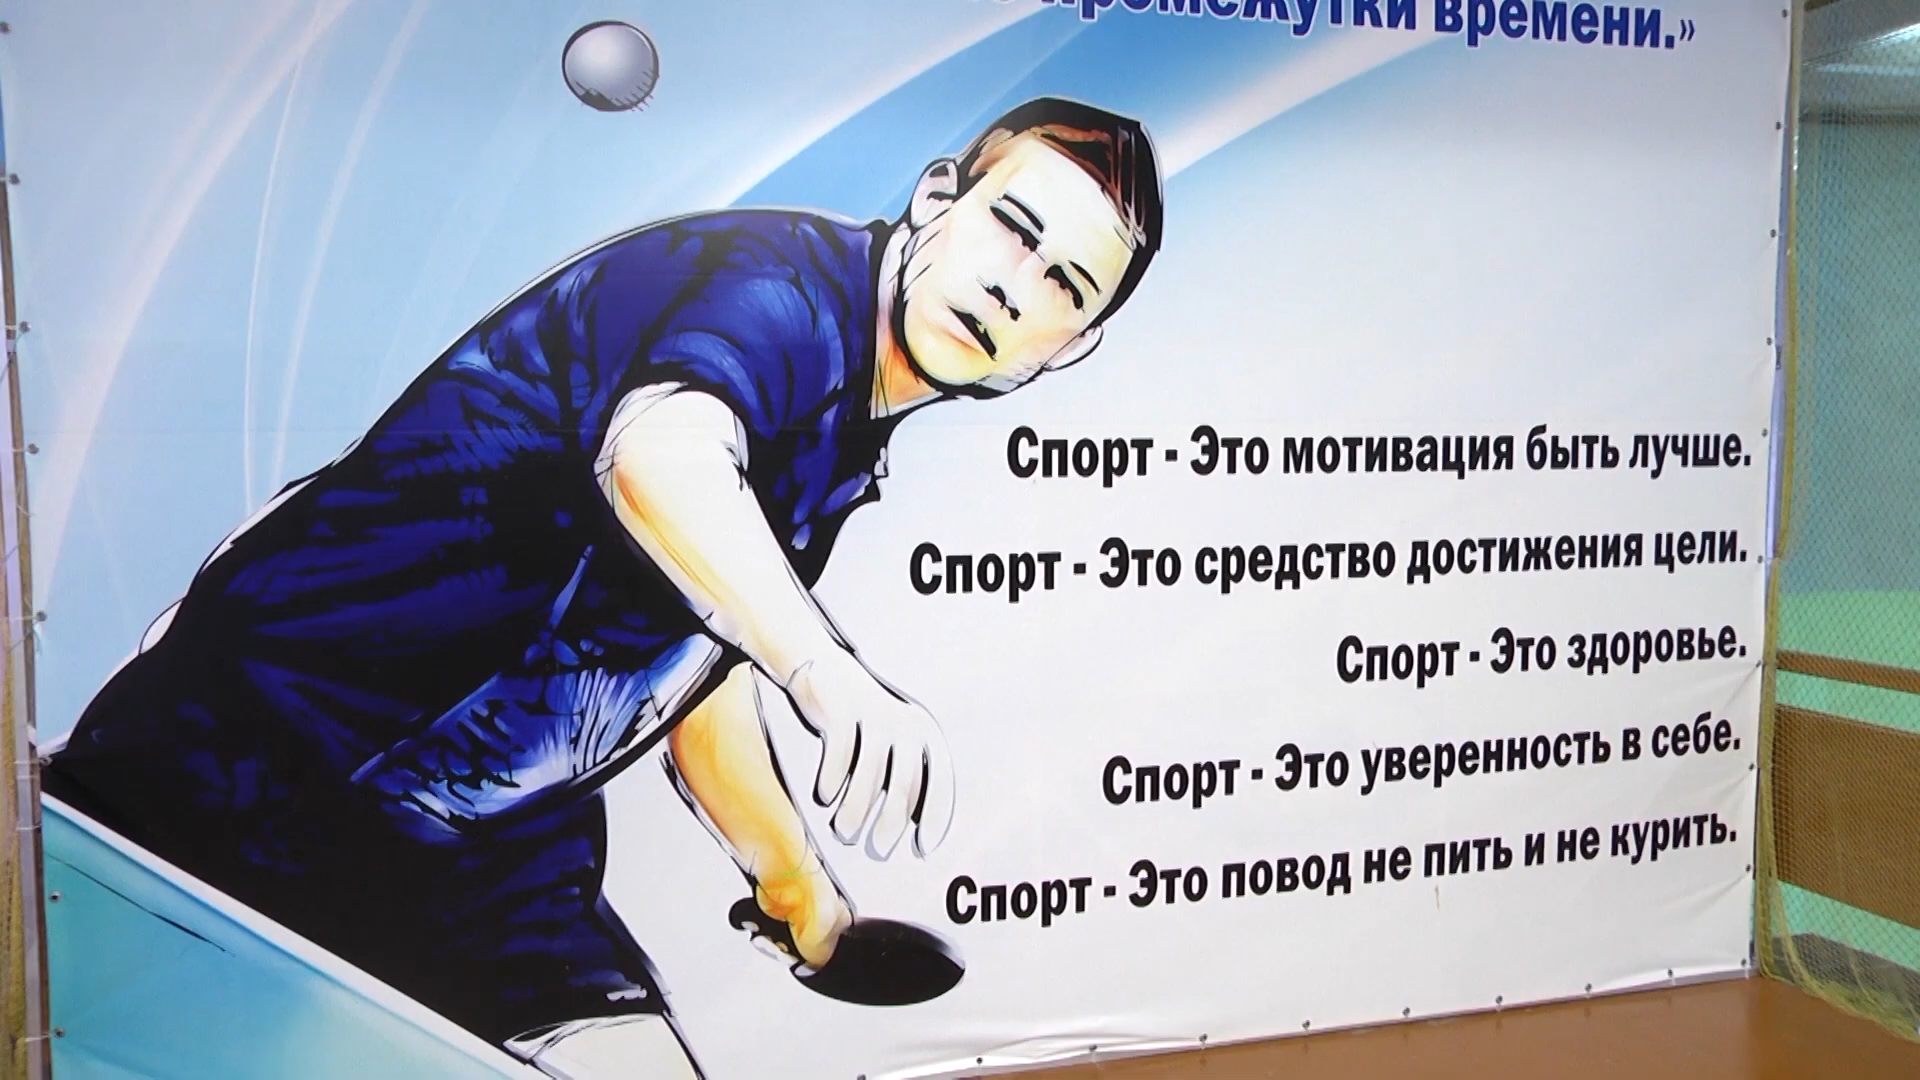 промежутки времени.»
Спорт - Это мотивация быть лучше.
Спорт - Это средство достижения цели.
Спорт - Это здоровье.
Спорт - Это уверенность в себе.
Спорт - Это повод не пить и не курить.